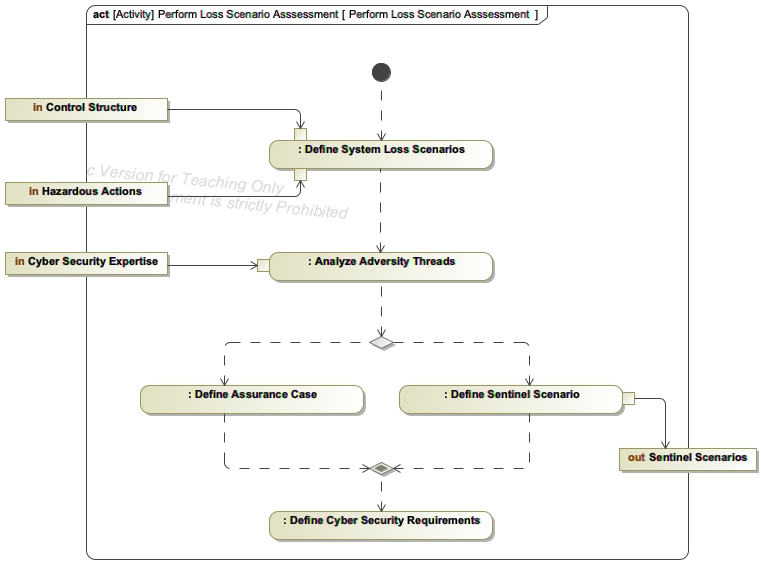 act [Activity] Perform Loss Scenario Asssessment [ Perform Loss Scenario Asssessment ]
in Control Structure
: Define System Loss Scenarios
c Version for Teaching Only
in Hazardous Actions
ment is strictly Prohibited
in Cyber Security Expertise
: Analyze Adversity Threads
: Define Assurance Case
: Define Sentinel Scenario
out Sentinel Scenarios
: Define Cyber Security Requirements